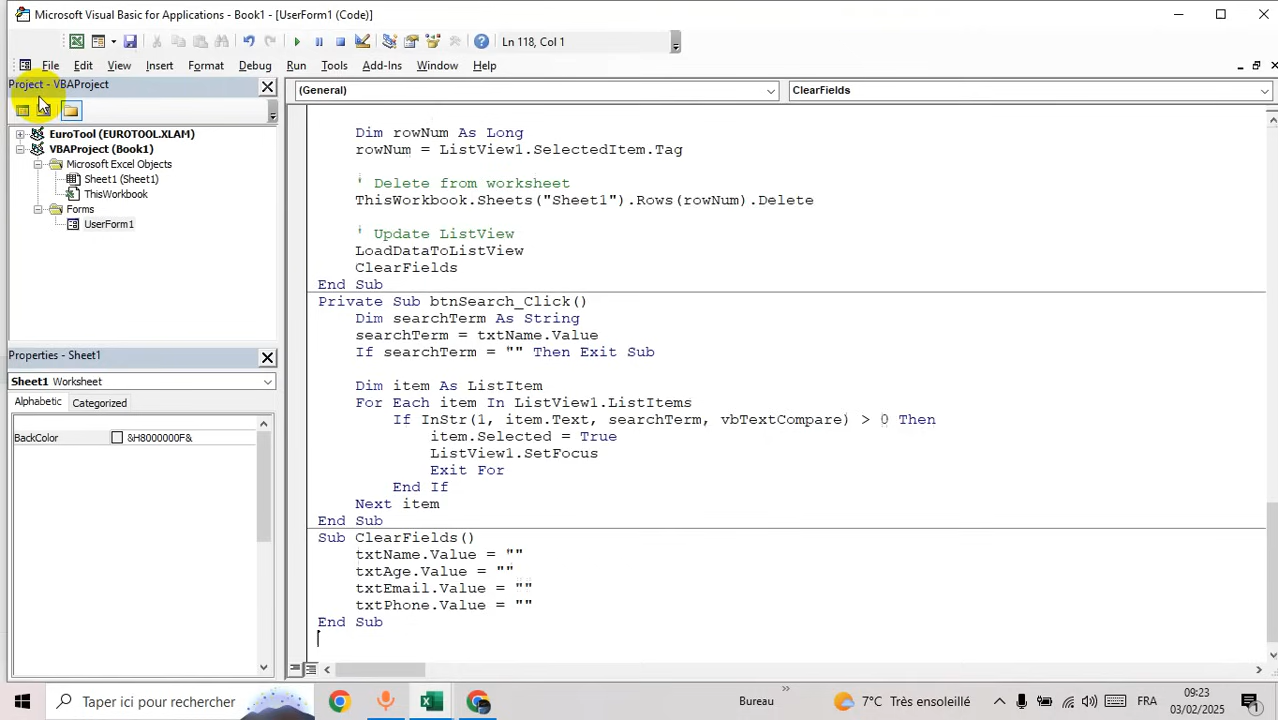 Microsoft Visual Basic for Applications - Book1 - [UserForm1 (Code)]
Ln 118, Col 1
File Edit View Insert Format Debug Run Tools Add-Ins Window Help
Project - VBAProject
(General)
ClearFields
EuroTool (EUROTOOL.XLAM)
VBAProject (Book1)
Microsoft Excel Objects
Sheet1 (Sheet1)
ThisWorkbook
Forms
UserForm1
Properties - Sheet1
Sheet1 Worksheet
Alphabetic Categorized
BackColor &H8000000F&
Dim rowNum As Long
rowNum = ListView1.SelectedItem.Tag
' Delete from worksheet
ThisWorkbook.Sheets("Sheet1").Rows(rowNum).Delete
' Update ListView
LoadDataToListView
ClearFields
End Sub
Private Sub btnSearch_Click()
Dim searchTerm As String
searchTerm = txtName.Value
If searchTerm = "" Then Exit Sub
Dim item As ListItem
For Each item In ListView1.ListItems
If InStr(1, item.Text, searchTerm, vbTextCompare) > 0 Then
item.Selected = True
ListView1.SetFocus
Exit For
End If
Next item
End Sub
Sub ClearFields()
txtName.Value = ""
txtAge.Value = ""
txtEmail.Value = ""
txtPhone.Value = ""
End Sub
Taper ici pour rechercher
Bureau
»
7°C Très ensoleillé
FRA
09:23
03/02/2025
1